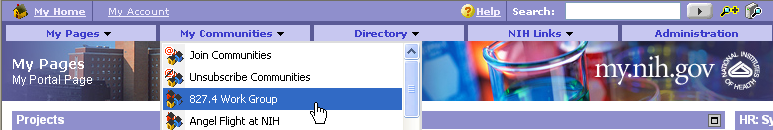 My Home My Account Help Search:
My Pages My Communities Directory NIH Links Administration
My Pages
My Portal Page
Join Communities
Unsubscribe Communities
827.4 Work Group
Angel Flight at NIH
my.nih.gov
NATIONAL INSTITUTES OF HEALTH
Projects HR: Sy